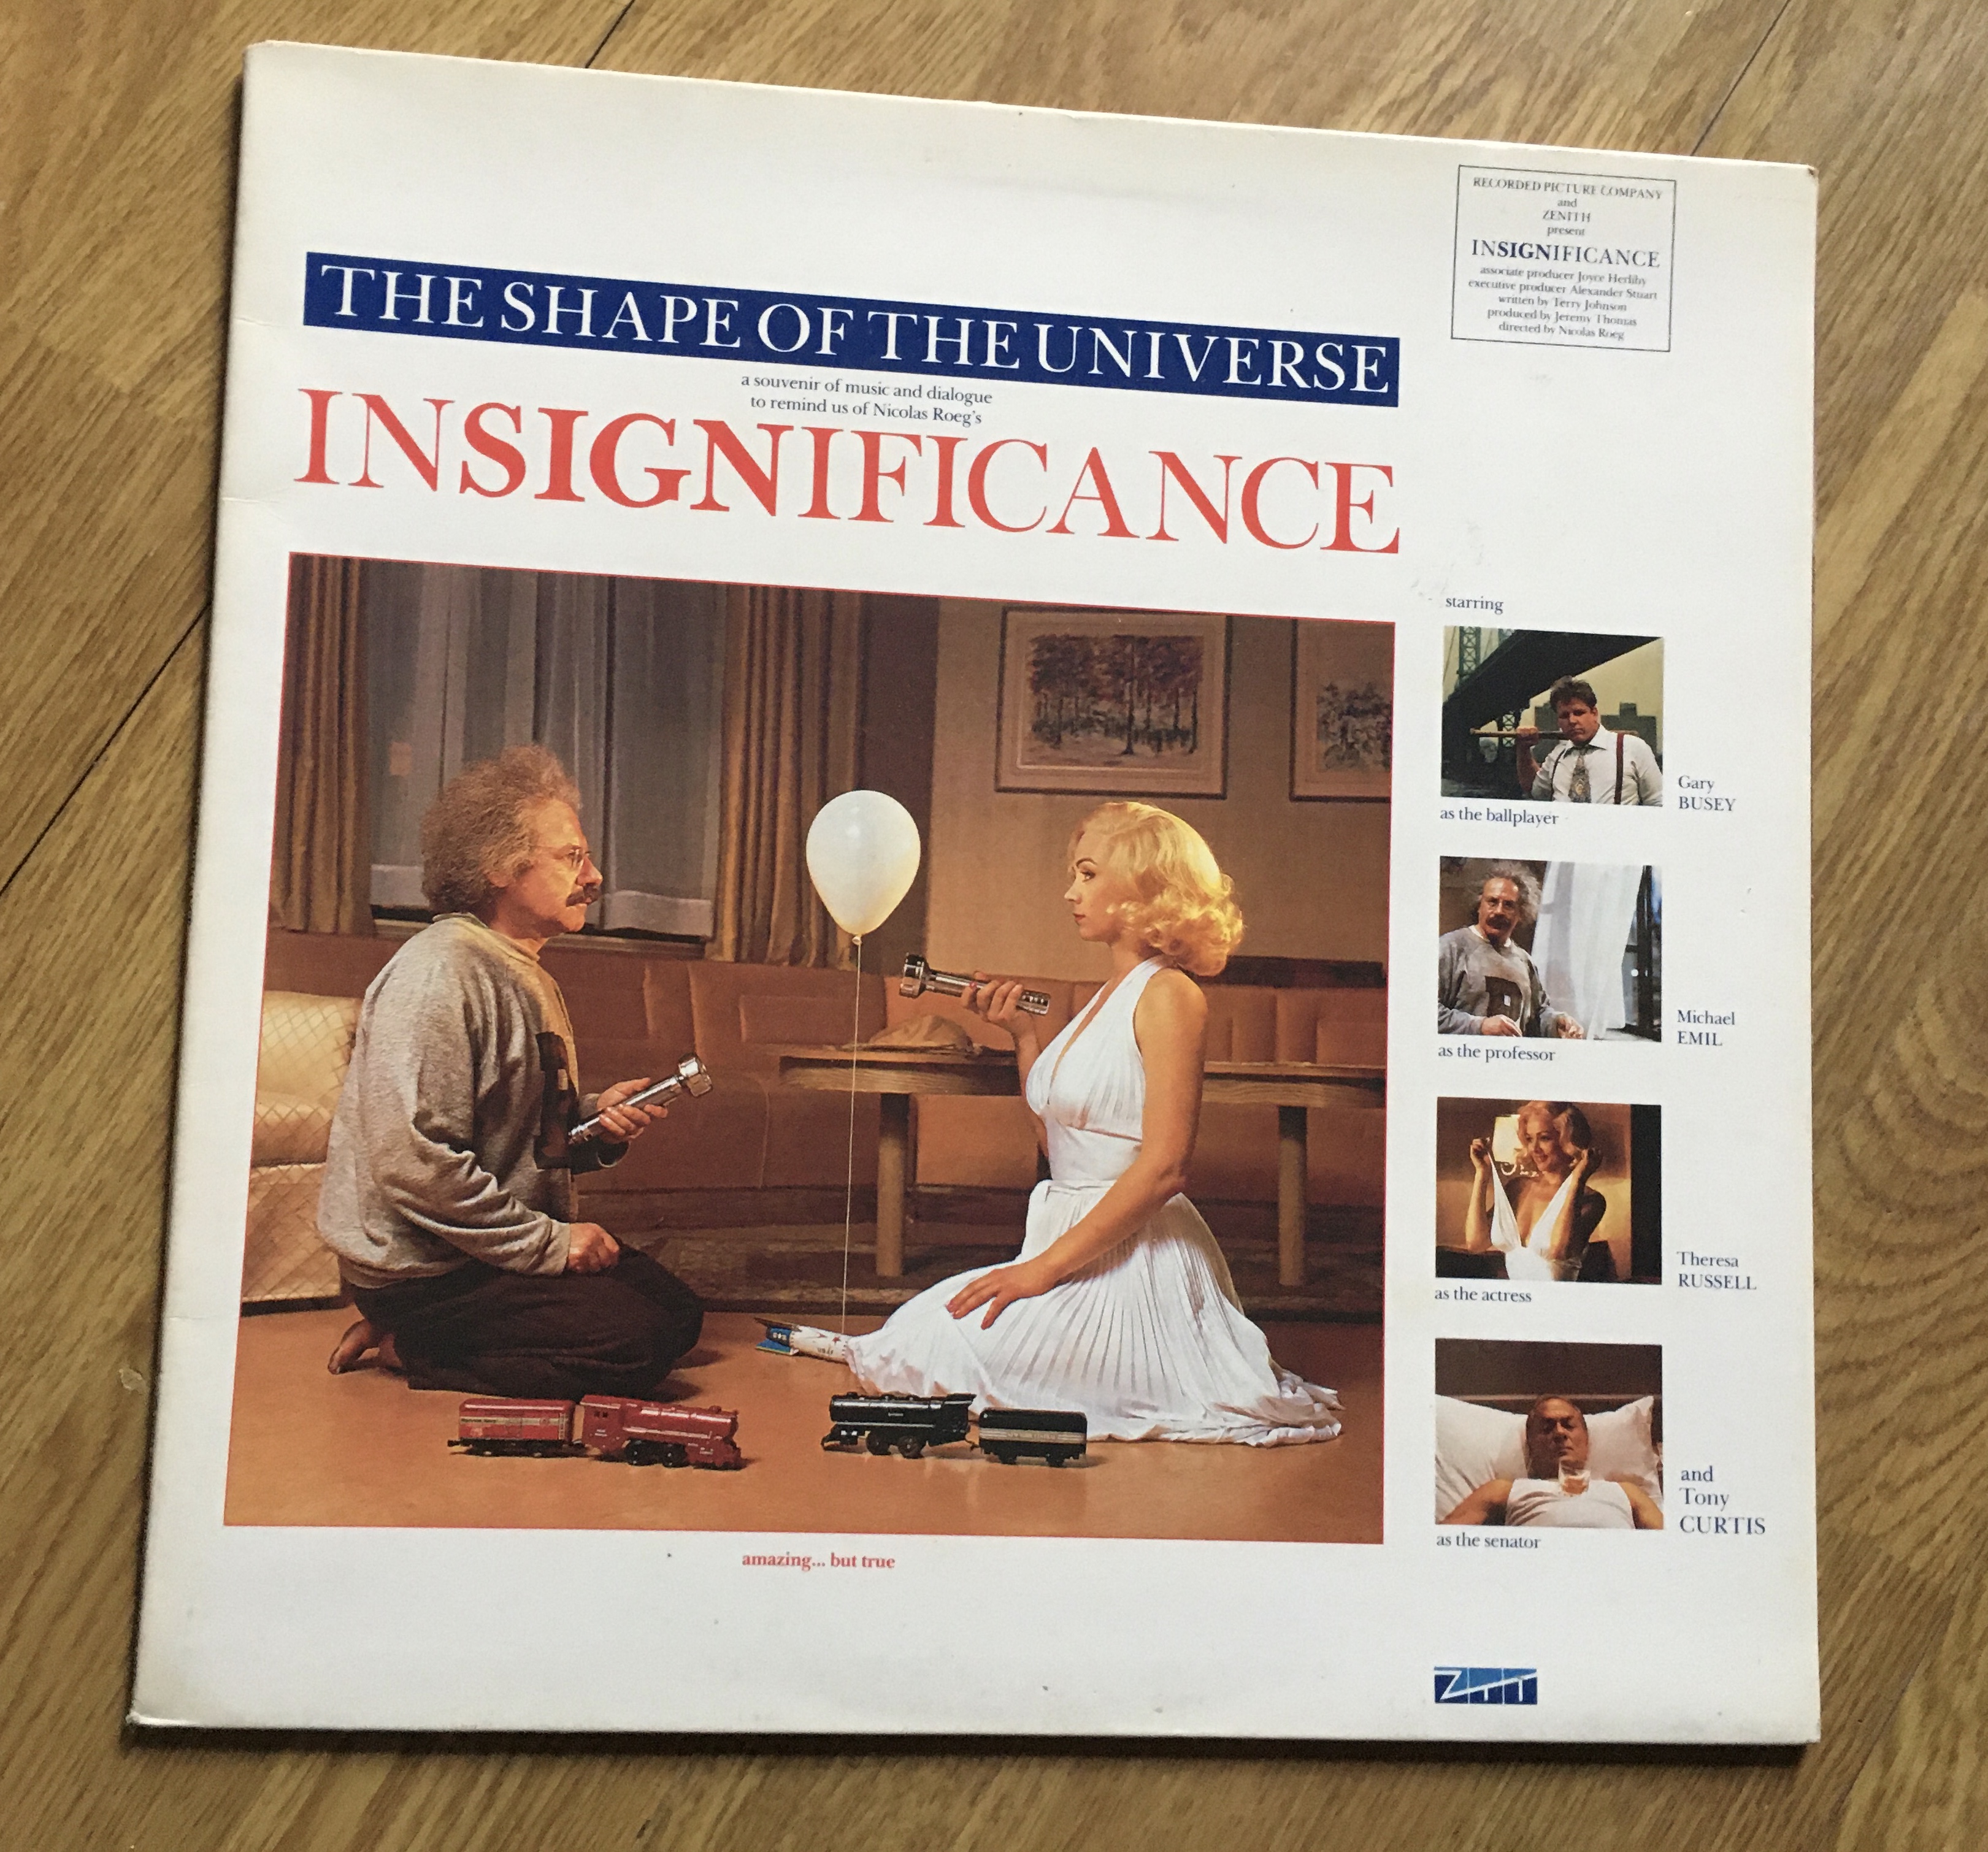 RECORDED PICTURE COMPANY
and
ZENITH
present
INSIGNIFICANCE
associate producer Joyce Herlihy
executive producer Alexander Stuart
written by Terry Johnson
produced by Jeremy Thomas
directed by Nicolas Roeg
THE SHAPE OF THE UNIVERSE
a souvenir of music and dialogue
to remind us of Nicolas Roeg's
INSIGNIFICANCE
starring
Gary
BUSEY
as the ballplayer
Michael
EMIL
as the professor
Theresa
RUSSELL
as the actress
and
Tony
CURTIS
as the senator
amazing... but true
ZTT